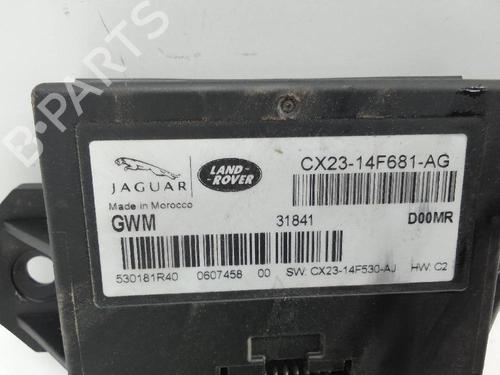 B-PARTS
JAGUAR
LAND-
ROVER
CX23-14F681-AG
Made in Morocco
GWM
31841
D00MR
530181R40 0607458 00 SW: CX23-14F530-AJ HW: C2